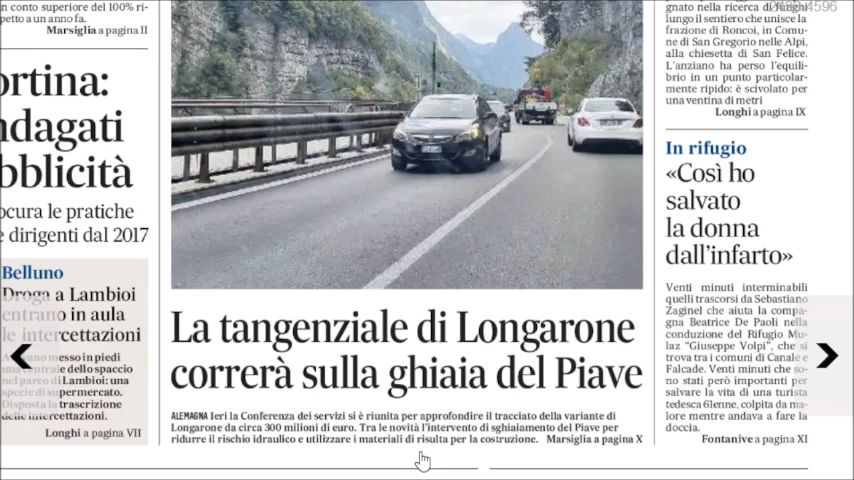 n conto superiore del 100% ri-
petto a un anno fa.
Marsiglia a pagina II
ortina:
ndagati
bblicità
ocura le pratiche
e dirigenti dal 2017
Belluno
Droga a Lambioi
entrano in aula
le intercettazioni
messo in piedi
una centrale dello spaccio
nel parco di Lambioi: una
specie di supermercato.
Disposta la trascrizione
delle intercettazioni.
Longhi a pagina VII
La tangenziale di Longarone
correrà sulla ghiaia del Piave
ALEMAGNA Ieri la Conferenza dei servizi si è riunita per approfondire il tracciato della variante di
Longarone da circa 300 milioni di euro. Tra le novità l'intervento di sghiaiamento del Piave per
ridurre il rischio idraulico e utilizzare i materiali di risulta per la costruzione. Marsiglia a pagina X
gnato nella ricerca di funghi
lungo il sentiero che unisce la
frazione di Roncoi, in Comu-
ne di San Gregorio nelle Alpi,
alla chiesetta di San Felice.
L'anziano ha perso l'equili-
brio in un punto particolar-
mente ripido: è scivolato per
una ventina di metri
Longhi a pagina IX
In rifugio
«Così ho
salvato
la donna
dall'infarto»
Venti minuti interminabili
quelli trascorsi da Sebastiano
Zaginel che aiuta la compa-
gna Beatrice De Paoli nella
conduzione del Rifugio Mu-
laz "Giuseppe Volpi", che si
trova tra i comuni di Canale e
Falcade. Venti minuti che so-
no stati però importanti per
salvare la vita di una turista
tedesca 61enne, colpita da ma-
lore mentre andava a fare la
doccia.
Fontanive a pagina XI